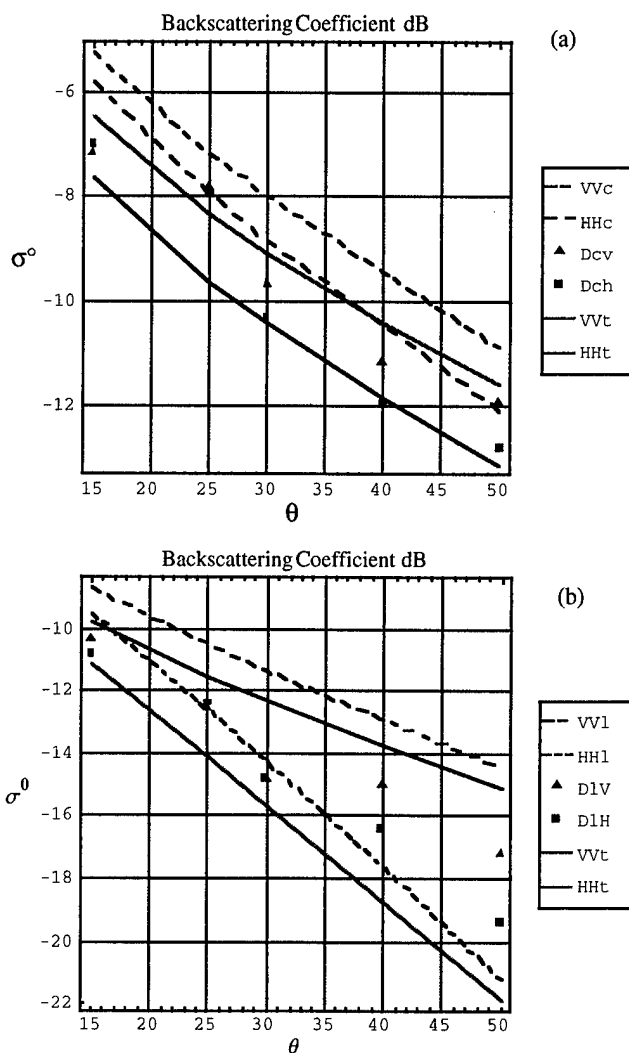 Backscattering Coefficient dB
(a)
-6
-8
-10
-12
σ°
15 20 25 30 35 40 45 50
θ
VVc
HHc
Dcv
Dch
VVt
HHt
Backscattering Coefficient dB
(b)
-10
-12
-14
-16
-18
-20
-22
σ⁰
15 20 25 30 35 40 45 50
θ
VVl
HHl
DlV
DlH
VVt
HHt